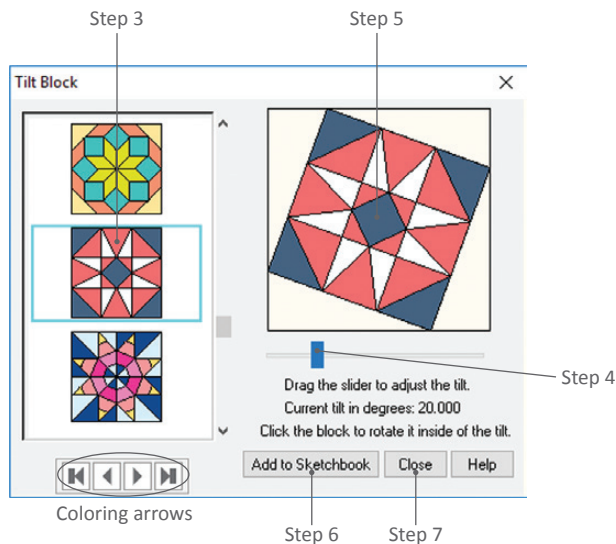 Step 3
Step 5
Tilt Block
Step 4
Drag the slider to adjust the tilt.
Current tilt in degrees: 20.000
Click the block to rotate it inside of the tilt.
Add to Sketchbook
Close
Help
Coloring arrows
Step 6
Step 7